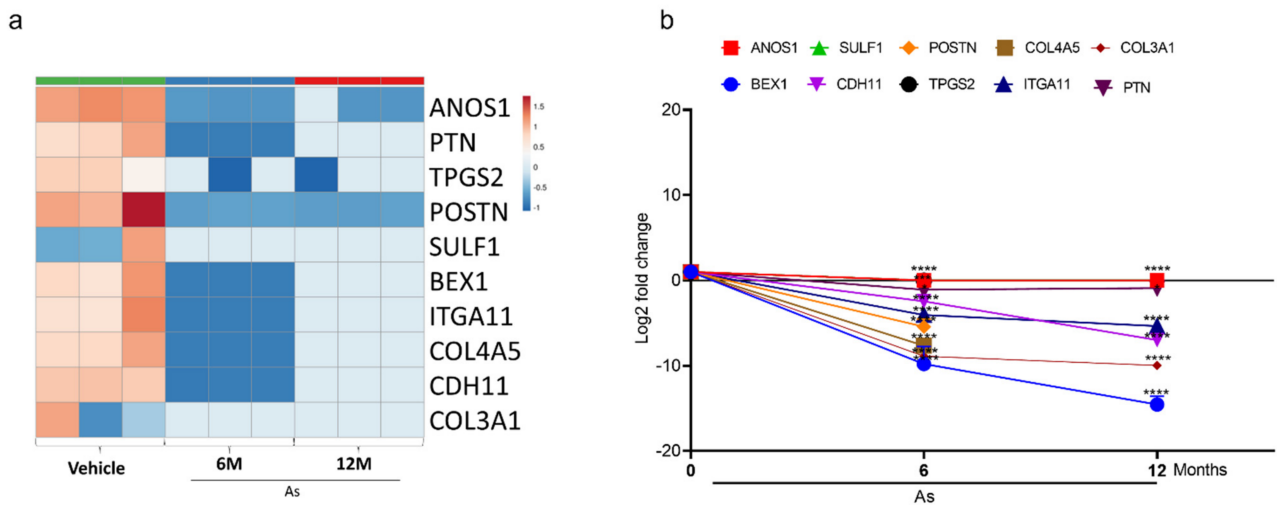 a
ANOS1
PTN
TPGS2
POSTN
SULF1
BEX1
ITGA11
COL4A5
CDH11
COL3A1
1.5
1
0.5
0
-0.5
-1
Vehicle 6M 12M
As
b
ANOS1 SULF1 POSTN COL4A5 COL3A1
BEX1 CDH11 TPGS2 ITGA11 PTN
Log2 fold change
20
10
0
-10
-20
**** ****
****
**** ****
****
****
**** ****
****
****
0 6 12 Months
As